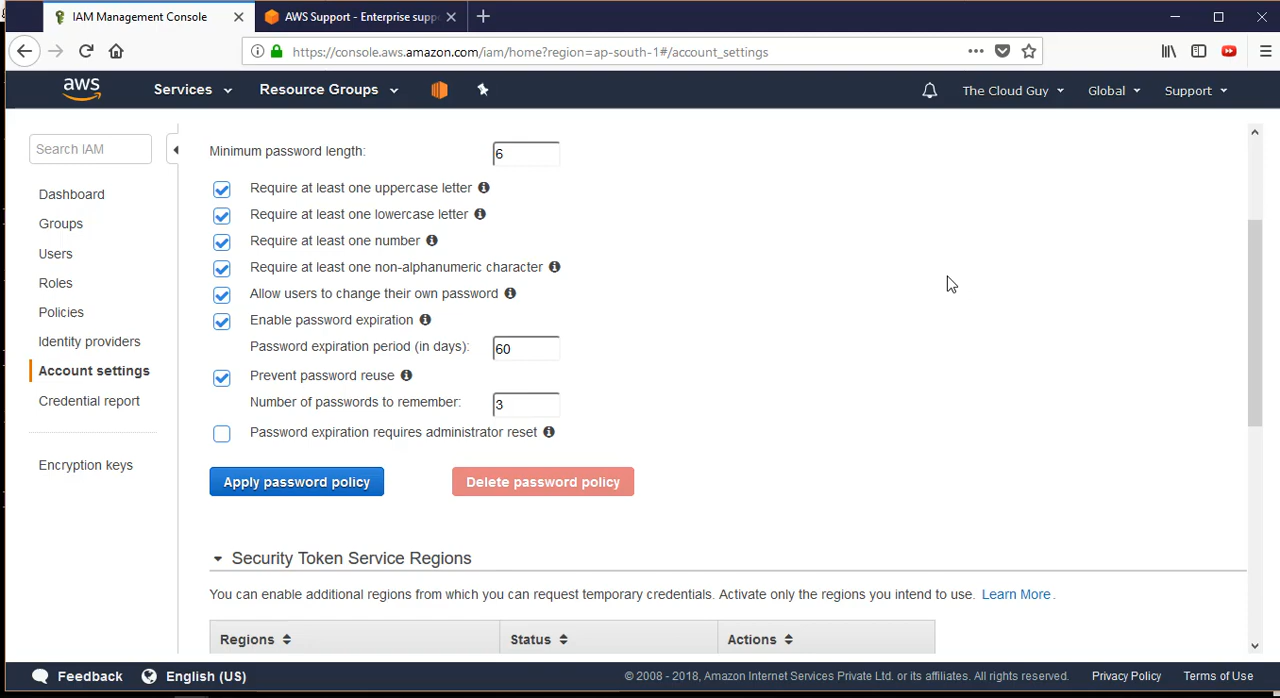 IAM Management Console
AWS Support - Enterprise supp
https://console.aws.amazon.com/iam/home?region=ap-south-1#/account_settings
aws
Services
Resource Groups
The Cloud Guy
Global
Support
Search IAM
Dashboard
Groups
Users
Roles
Policies
Identity providers
Account settings
Credential report
Encryption keys
Minimum password length: 6
Require at least one uppercase letter
Require at least one lowercase letter
Require at least one number
Require at least one non-alphanumeric character
Allow users to change their own password
Enable password expiration
Password expiration period (in days): 60
Prevent password reuse
Number of passwords to remember: 3
Password expiration requires administrator reset
Apply password policy
Delete password policy
Security Token Service Regions
You can enable additional regions from which you can request temporary credentials. Activate only the regions you intend to use. Learn More.
Regions Status Actions
Feedback
English (US)
© 2008 - 2018, Amazon Internet Services Private Ltd. or its affiliates. All rights reserved.
Privacy Policy
Terms of Use